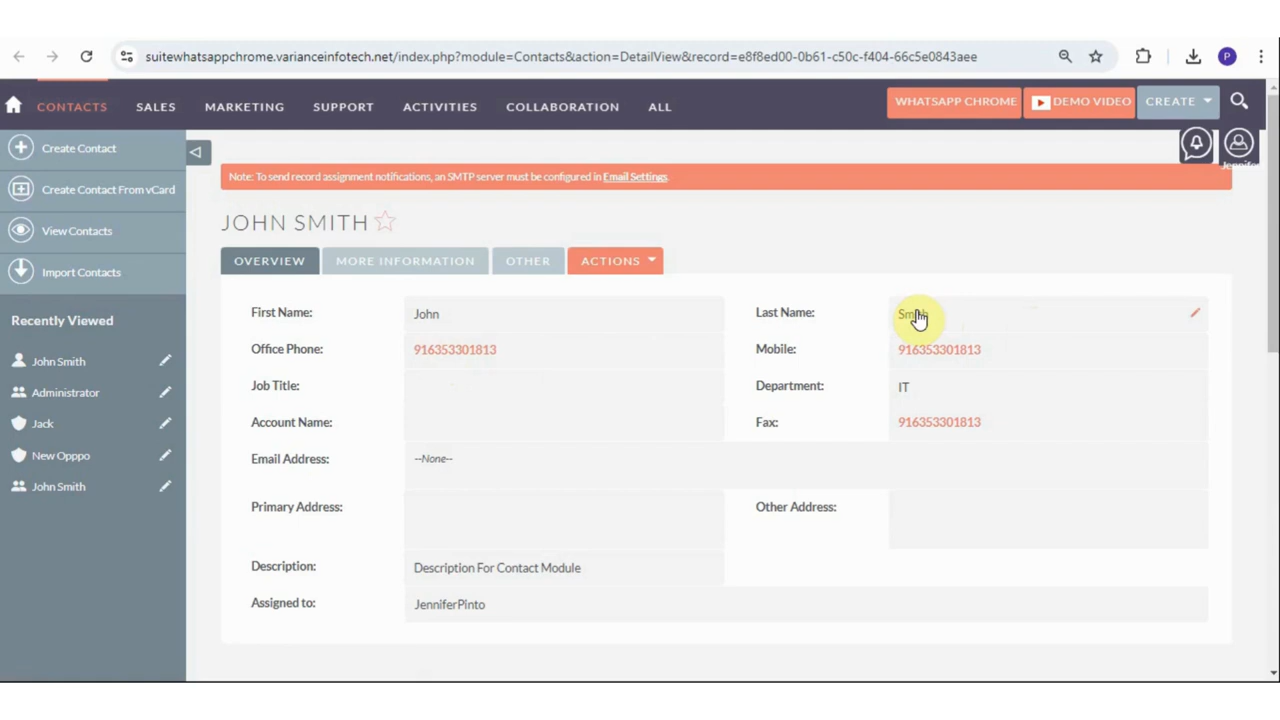 suitewhatsappchrome.varianceinfotech.net/index.php?module=Contacts&action=DetailView&record=e8f8ed00-0b61-c50c-f404-66c5e0843aee
P
CONTACTS SALES MARKETING SUPPORT ACTIVITIES COLLABORATION ALL WHATSAPP CHROME DEMO VIDEO CREATE
Jennifer
Create Contact
Create Contact From vCard
View Contacts
Import Contacts
Recently Viewed
John Smith
Administrator
Jack
New Opppo
John Smith
Note: To send record assignment notifications, an SMTP server must be configured in Email Settings.
JOHN SMITH
OVERVIEW MORE INFORMATION OTHER ACTIONS
First Name: John Last Name: Smith
Office Phone: 916353301813 Mobile: 916353301813
Job Title: Department: IT
Account Name: Fax: 916353301813
Email Address: --None--
Primary Address: Other Address:
Description: Description For Contact Module
Assigned to: JenniferPinto